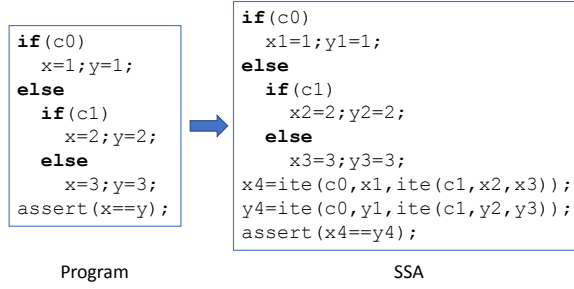 if(c0)
  x=1;y=1;
else
  if(c1)
    x=2;y=2;
  else
    x=3;y=3;
assert(x==y);
Program
if(c0)
  x1=1;y1=1;
else
  if(c1)
    x2=2;y2=2;
  else
    x3=3;y3=3;
x4=ite(c0,x1,ite(c1,x2,x3));
y4=ite(c0,y1,ite(c1,y2,y3));
assert(x4==y4);
SSA